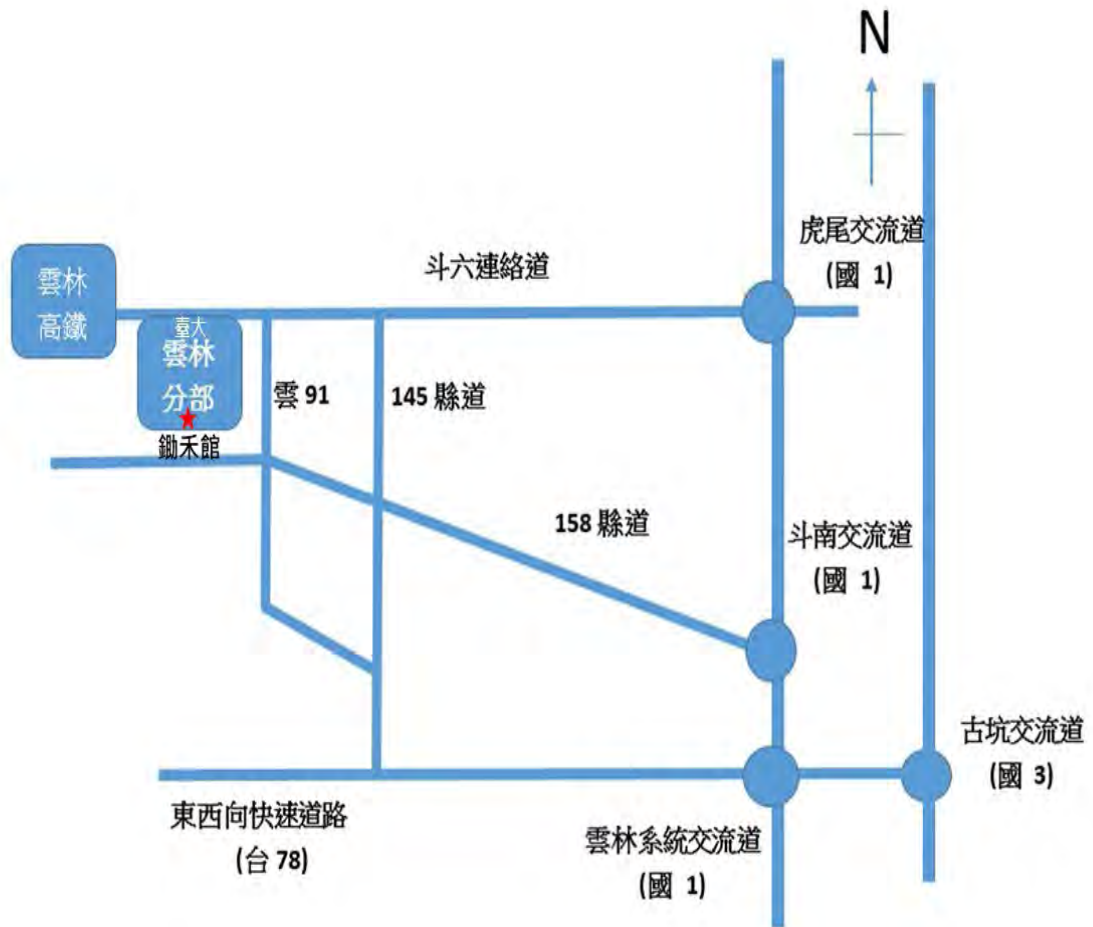 N
虎尾交流道
(國 1)
斗六連絡道
雲林
高鐵
臺大
雲林
分部
鋤禾館
雲 91
145 縣道
158 縣道
斗南交流道
(國 1)
古坑交流道
(國 3)
東西向快速道路
(台 78)
雲林系統交流道
(國 1)